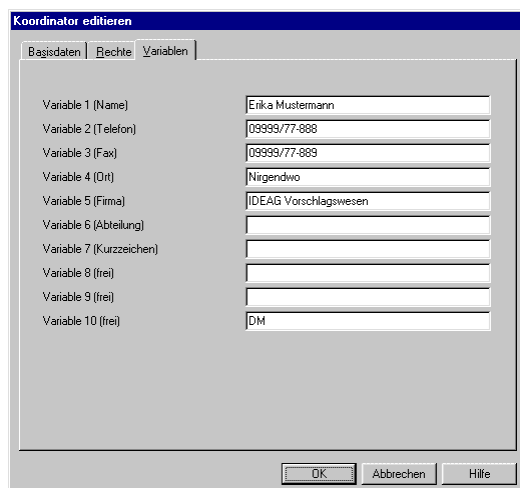 Koordinator editieren
Basisdaten Rechte Variablen
Variable 1 (Name) Erika Mustermann
Variable 2 (Telefon) 09999/77-888
Variable 3 (Fax) 09999/77-889
Variable 4 (Ort) Nirgendwo
Variable 5 (Firma) IDEAG Vorschlagswesen
Variable 6 (Abteilung)
Variable 7 (Kurzzeichen)
Variable 8 (frei)
Variable 9 (frei)
Variable 10 (frei) DM
OK Abbrechen Hilfe